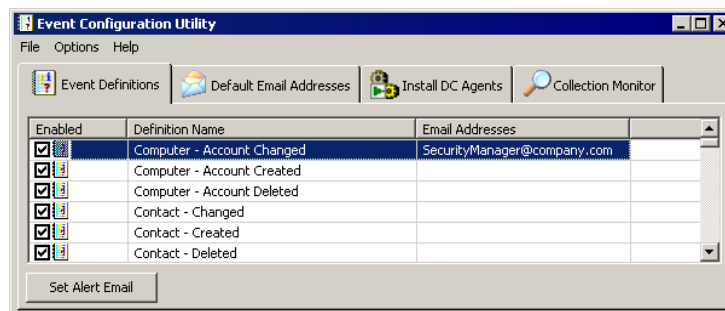 Event Configuration Utility
File Options Help
Event Definitions Default Email Addresses Install DC Agents Collection Monitor
Enabled Definition Name Email Addresses
Computer - Account Changed SecurityManager@company.com
Computer - Account Created
Computer - Account Deleted
Contact - Changed
Contact - Created
Contact - Deleted
Set Alert Email